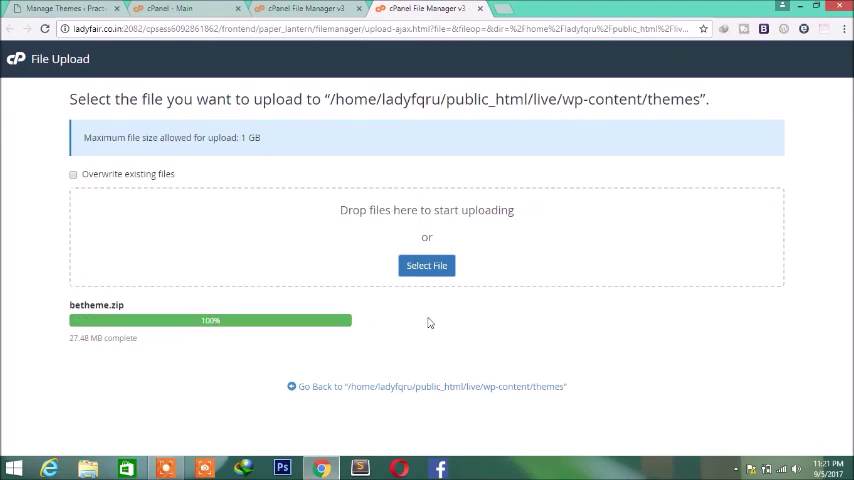 Manage Themes ‹ Practi
cPanel - Main
cPanel File Manager v3
cPanel File Manager v3
ladyfair.co.in:2082/cpsess6092861862/frontend/paper_lantern/filemanager/upload-ajax.html?file=&fileop=&dir=%2Fhome%2Fladyfqru%2Fpublic_html%2Fliv...
cP File Upload
Select the file you want to upload to “/home/ladyfqru/public_html/live/wp-content/themes”.
Maximum file size allowed for upload: 1 GB
Overwrite existing files
Drop files here to start uploading
or
Select File
betheme.zip
100%
27.48 MB complete
Go Back to “/home/ladyfqru/public_html/live/wp-content/themes”
Ps
11:21 PM
9/5/2017